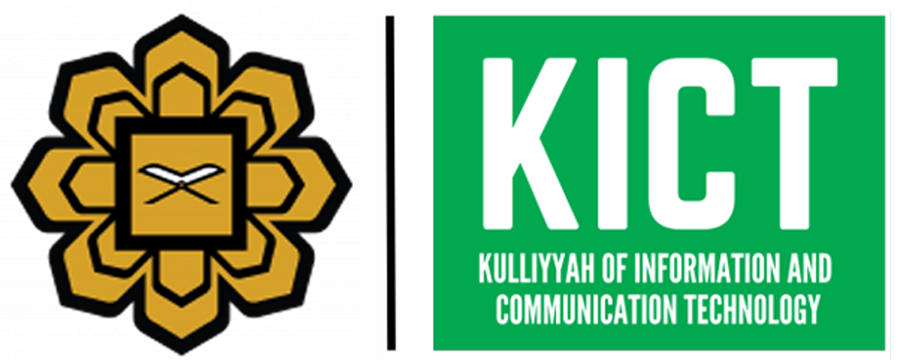 KICT
KULLIYYAH OF INFORMATION AND
COMMUNICATION TECHNOLOGY